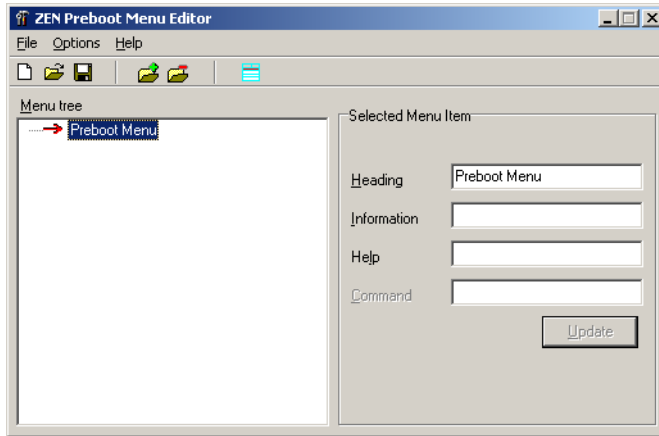 ZEN Preboot Menu Editor
File Options Help
Menu tree
Preboot Menu
Selected Menu Item
Heading Preboot Menu
Information
Help
Command
Update